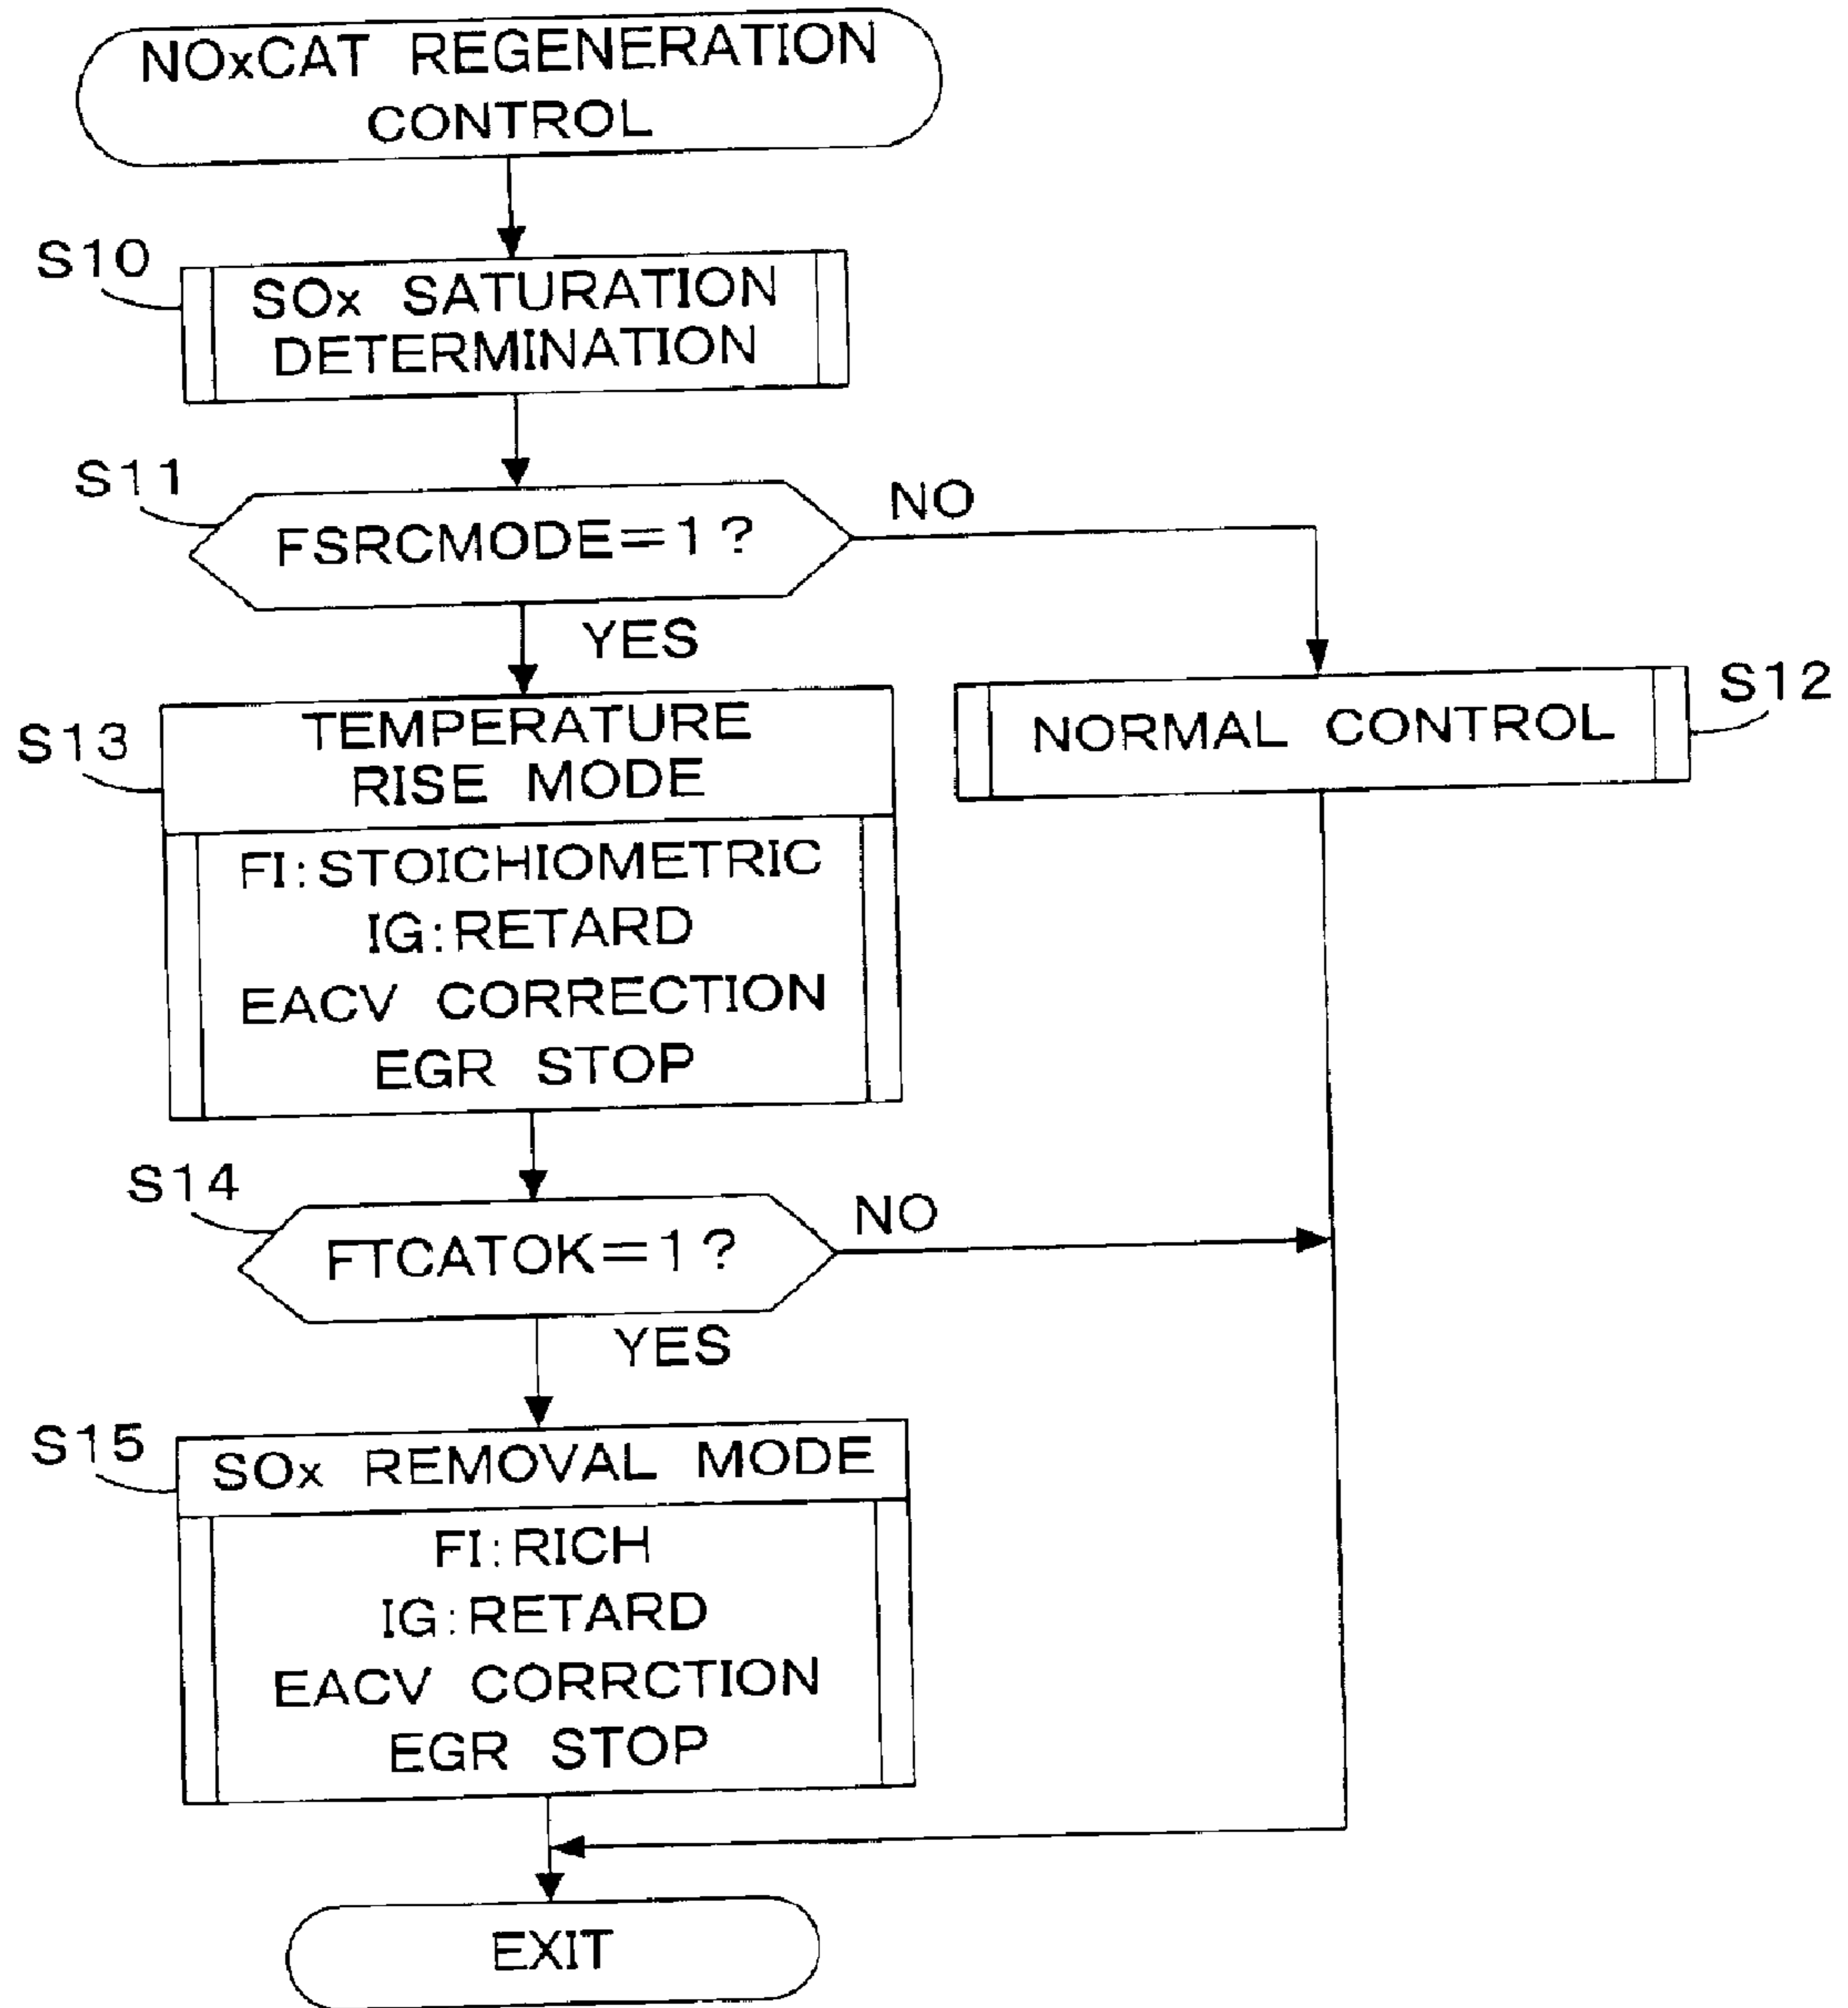 NOxCAT REGENERATION
CONTROL
S10
SOx SATURATION
DETERMINATION
S11
FSRCMODE=1?
NO
YES
S12
NORMAL CONTROL
S13
TEMPERATURE
RISE MODE
FI:STOICHIOMETRIC
IG:RETARD
EACV CORRECTION
EGR STOP
S14
FTCATOK=1?
NO
YES
S15
SOx REMOVAL MODE
FI:RICH
IG:RETARD
EACV CORRCTION
EGR STOP
EXIT